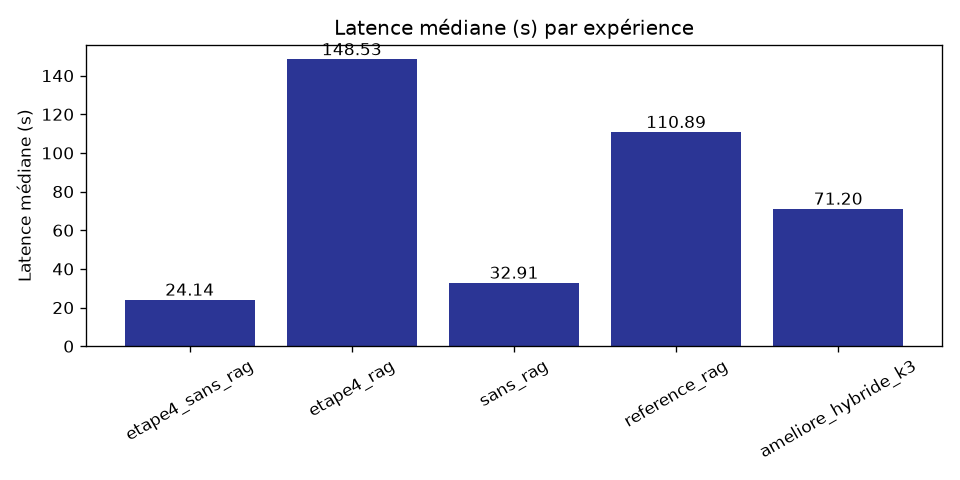 Latence médiane (s) par expérience
Latence médiane (s)
140
120
100
80
60
40
20
0
24.14
148.53
32.91
110.89
71.20
etape4_sans_rag
etape4_rag
sans_rag
reference_rag
ameliore_hybride_k3